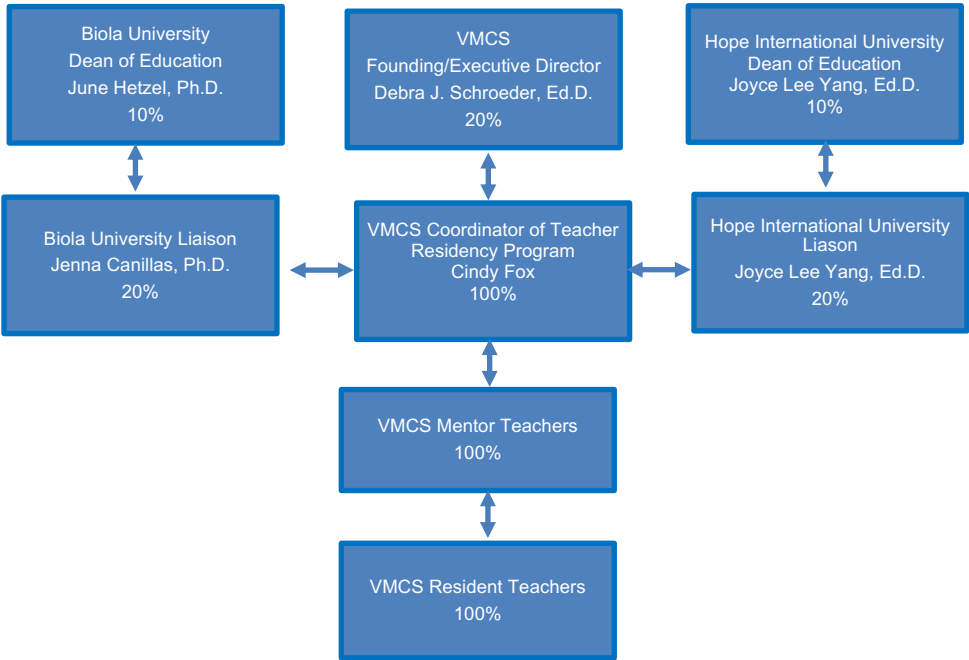 Biola University
Dean of Education
June Hetzel, Ph.D.
10%
VMCS
Founding/Executive Director
Debra J. Schroeder, Ed.D.
20%
Hope International University
Dean of Education
Joyce Lee Yang, Ed.D.
10%
Biola University Liaison
Jenna Canillas, Ph.D.
20%
VMCS Coordinator of Teacher
Residency Program
Cindy Fox
100%
Hope International University
Liason
Joyce Lee Yang, Ed.D.
20%
VMCS Mentor Teachers
100%
VMCS Resident Teachers
100%